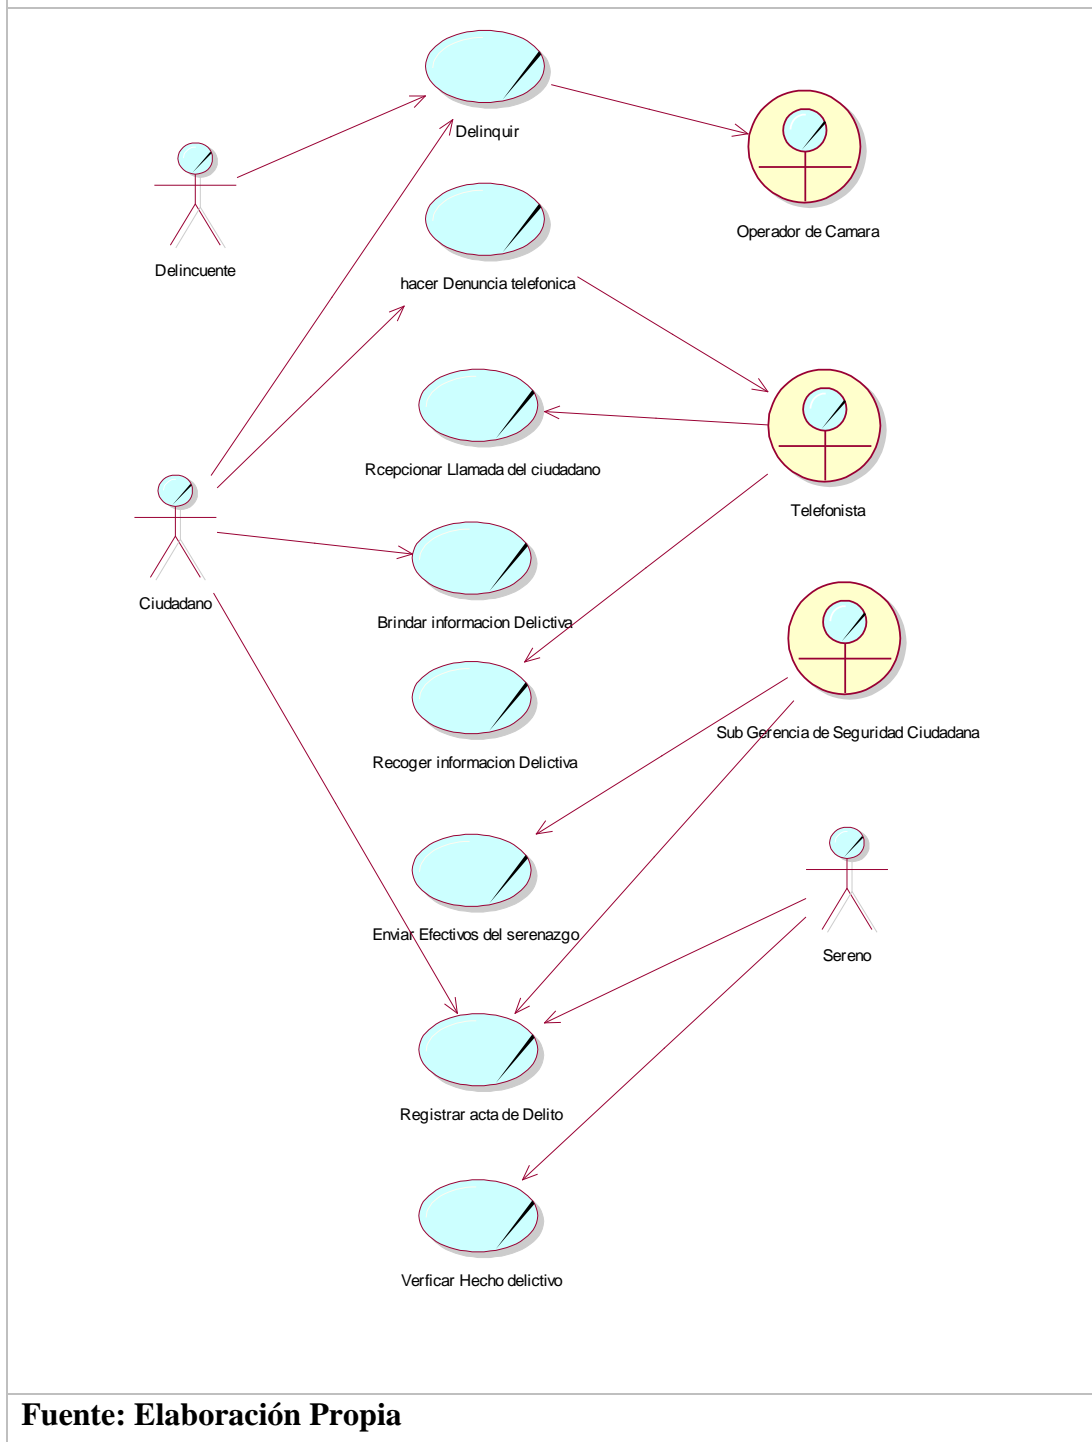 Delinquir
Operador de Camara
Delincuente
hacer Denuncia telefonica
Rcepcionar Llamada del ciudadano
Telefonista
Ciudadano
Brindar informacion Delictiva
Sub Gerencia de Seguridad Ciudadana
Recoger informacion Delictiva
Enviar Efectivos del serenazgo
Sereno
Registrar acta de Delito
Verficar Hecho delictivo
Fuente: Elaboración Propia